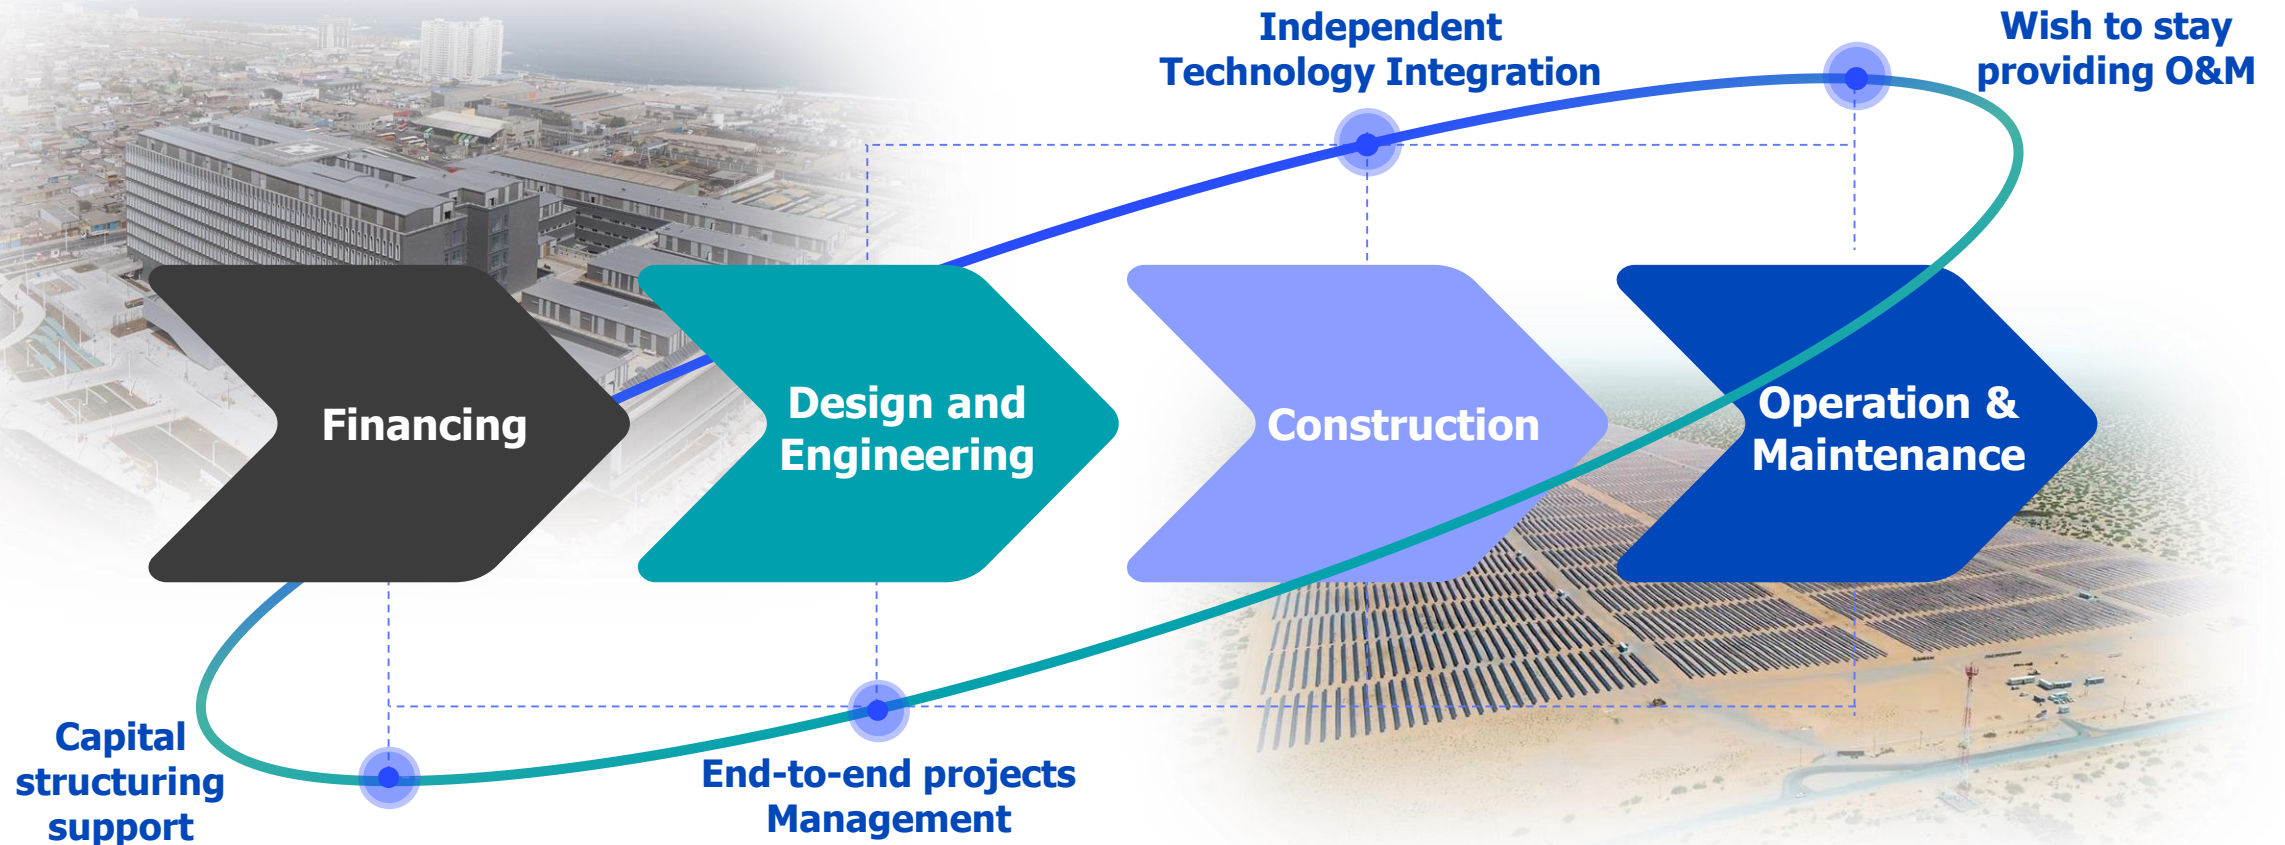 Independent
Technology Integration
Wish to stay
providing O&M
Financing
Design and
Engineering
Construction
Operation &
Maintenance
Capital
structuring
support
End-to-end projects
Management